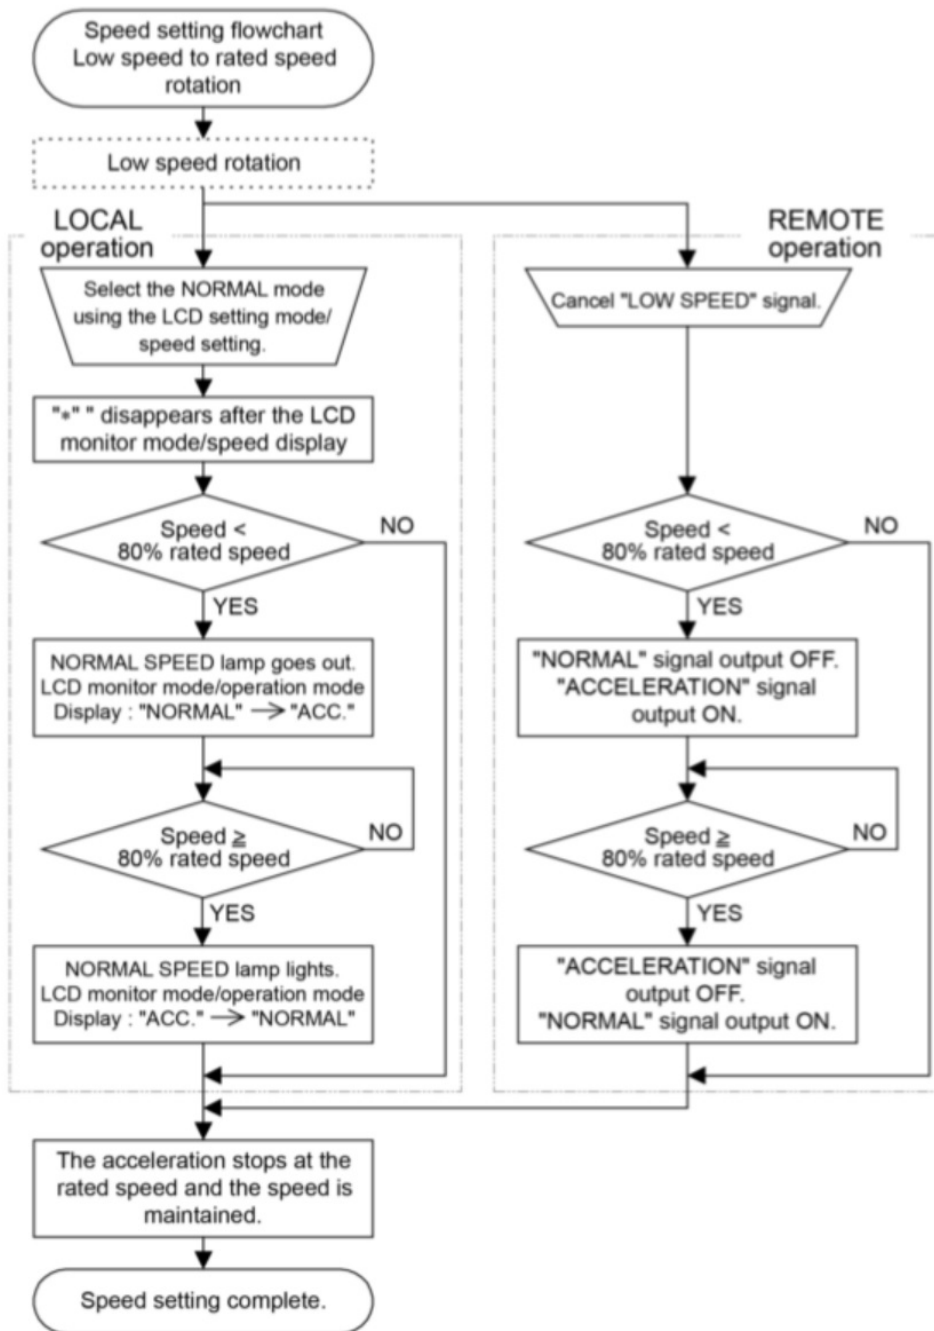 Speed setting flowchart
Low speed to rated speed
rotation
Low speed rotation
LOCAL
operation
Select the NORMAL mode
using the LCD setting mode/
speed setting.
"*" " disappears after the LCD
monitor mode/speed display
Speed <
80% rated speed
NO
YES
NORMAL SPEED lamp goes out.
LCD monitor mode/operation mode
Display : "NORMAL" → "ACC."
Speed ≧
80% rated speed
NO
YES
NORMAL SPEED lamp lights.
LCD monitor mode/operation mode
Display : "ACC." → "NORMAL"
REMOTE
operation
Cancel "LOW SPEED" signal.
Speed <
80% rated speed
NO
YES
"NORMAL" signal output OFF.
"ACCELERATION" signal
output ON.
Speed ≧
80% rated speed
NO
YES
"ACCELERATION" signal
output OFF.
"NORMAL" signal output ON.
The acceleration stops at the
rated speed and the speed is
maintained.
Speed setting complete.